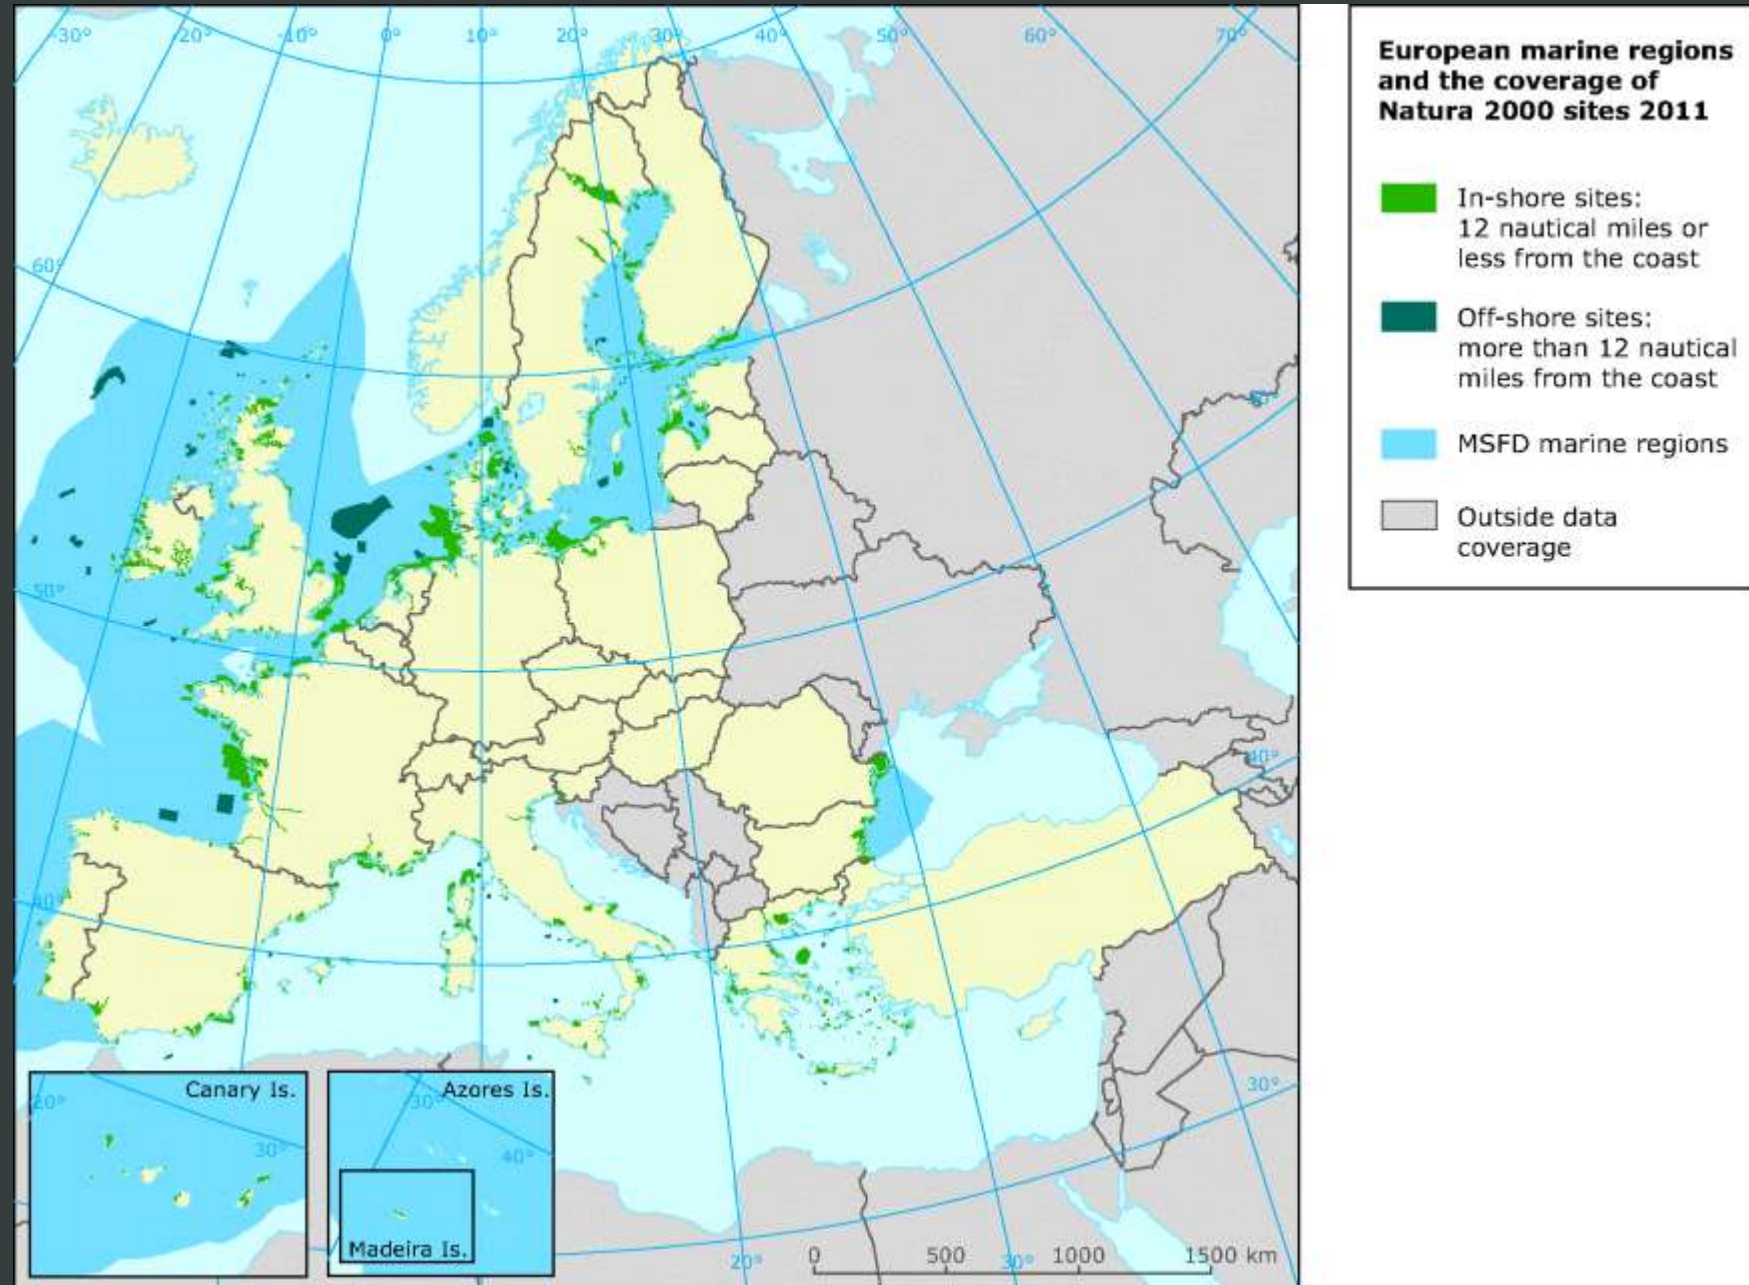 -30°
20°
-10°
0°
10°
20°
30°
40°
50°
60°
70°
60°
50°
50°
40°
40°
30°
20°
30°
Canary Is.
20°
30°
Azores Is.
30°
40°
Madeira Is.
0 500 1000 1500 km
European marine regions
and the coverage of
Natura 2000 sites 2011
In-shore sites:
12 nautical miles or
less from the coast
Off-shore sites:
more than 12 nautical
miles from the coast
MSFD marine regions
Outside data
coverage